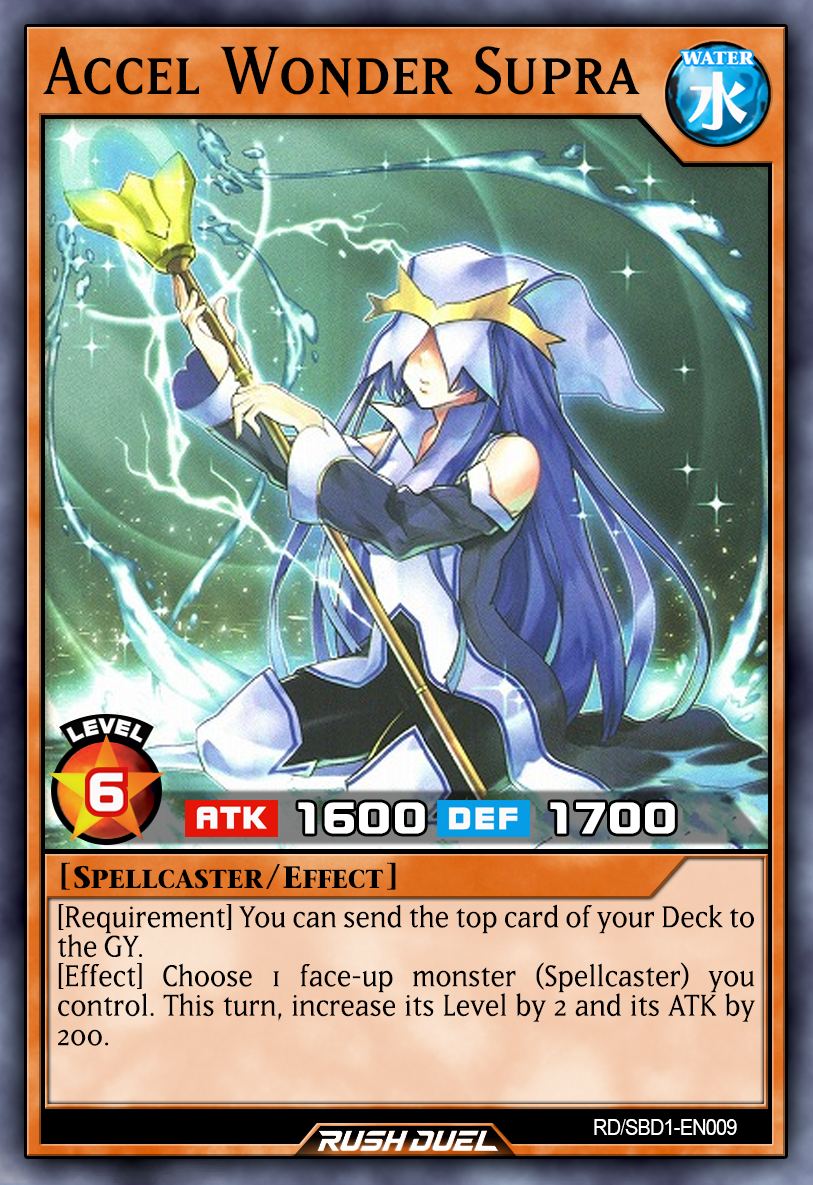 Accel Wonder Supra
WATER
水
LEVEL
6
ATK 1600 DEF 1700
[Spellcaster/Effect]
[Requirement] You can send the top card of your Deck to
the GY.
[Effect] Choose 1 face-up monster (Spellcaster) you
control. This turn, increase its Level by 2 and its ATK by
200.
RUSH DUEL
RD/SBD1-EN009